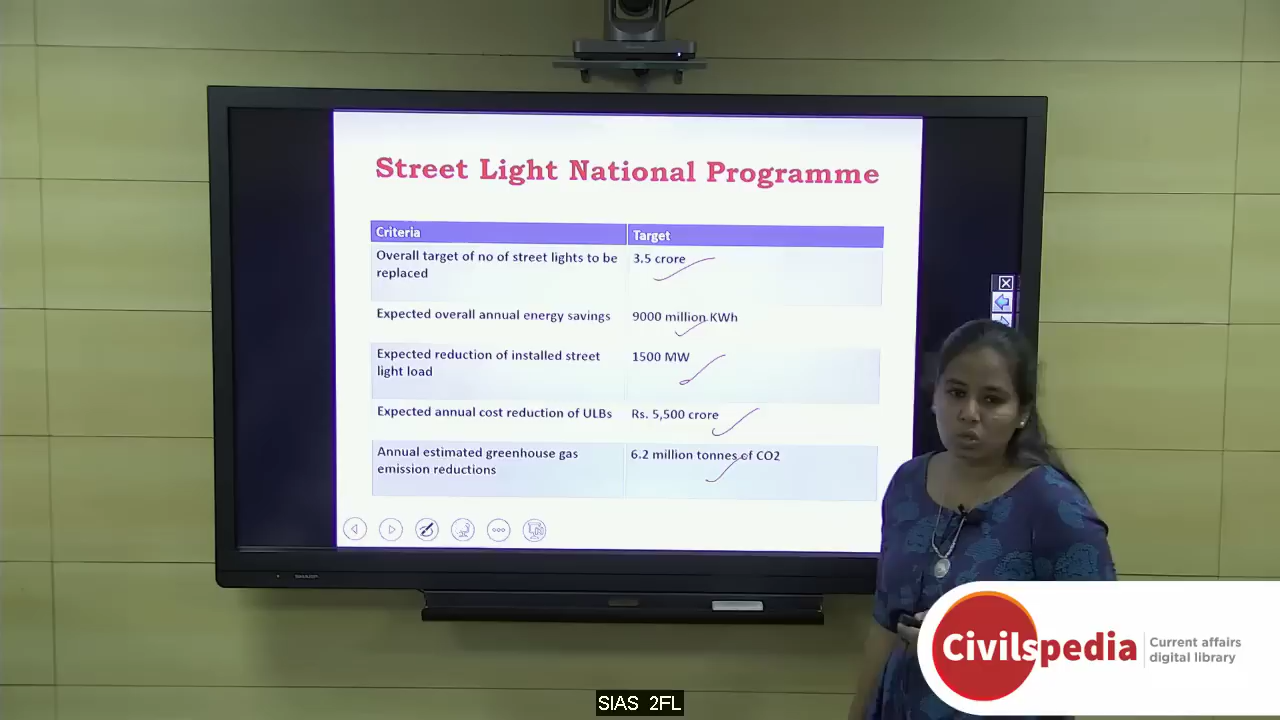 Street Light National Programme
Criteria
Target
Overall target of no of street lights to be
replaced
3.5 crore
Expected overall annual energy savings
9000 million KWh
Expected reduction of installed street
light load
1500 MW
Expected annual cost reduction of ULBs
Rs. 5,500 crore
Annual estimated greenhouse gas
emission reductions
6.2 million tonnes of CO2
SHARP
Civilspedia
Current affairs
digital library
SIAS 2FL